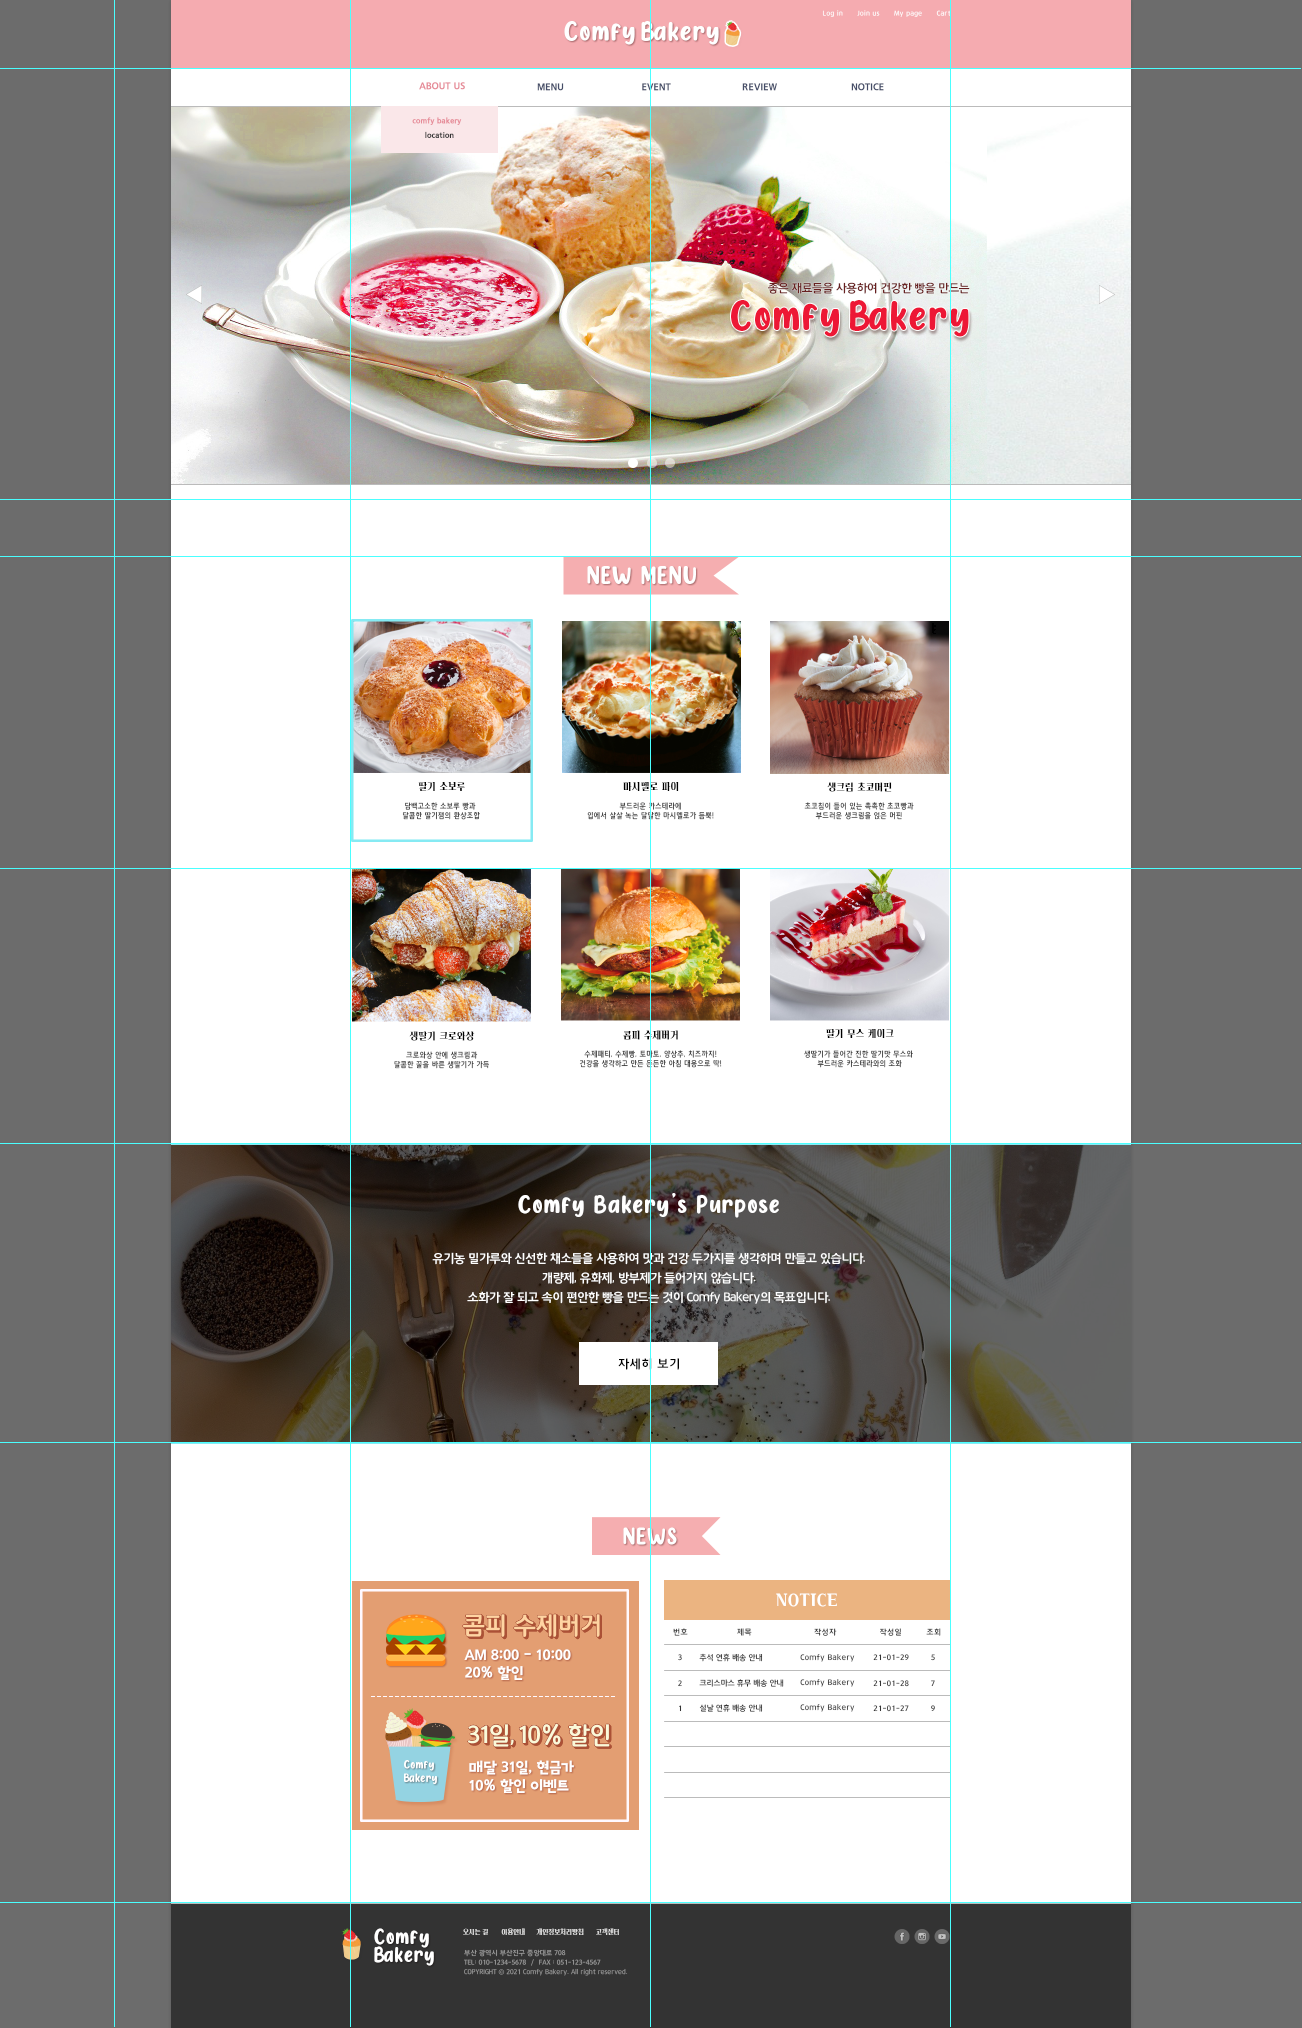 Log in Join us My page Cart
Comfy Bakery
ABOUT US MENU EVENT REVIEW NOTICE
comfy bakery
location
좋은 재료들을 사용하여 건강한 빵을 만드는
Comfy Bakery
NEW MENU
딸기 소보루
담백고소한 소보루 빵과
달콤한 딸기잼의 환상조합
마시멜로 파이
부드러운 카스테라에
입에서 살살 녹는 달달한 마시멜로가 듬뿍!
생크림 초코머핀
초코칩이 들어 있는 촉촉한 초코빵과
부드러운 생크림을 얹은 머핀
생딸기 크로와상
크로와상 안에 생크림과
달콤한 꿀을 바른 생딸기가 가득
콤피 수제버거
수제패티, 수제빵, 토마토, 양상추, 치즈까지!
건강을 생각하고 만든 든든한 아침 대용으로 딱!
딸기 무스 케이크
생딸기가 들어간 진한 딸기맛 무스와
부드러운 카스테라와의 조화
Comfy Bakery's Purpose
유기농 밀가루와 신선한 채소들을 사용하여 맛과 건강 두가지를 생각하며 만들고 있습니다.
개량제, 유화제, 방부제가 들어가지 않습니다.
소화가 잘 되고 속이 편안한 빵을 만드는 것이 Comfy Bakery의 목표입니다.
자세히 보기
NEWS
콤피 수제버거
AM 8:00 - 10:00
20% 할인
31일, 10% 할인
매달 31일, 현금가
10% 할인 이벤트
Comfy
Bakery
NOTICE
번호 제목 작성자 작성일 조회
3 추석 연휴 배송 안내 Comfy Bakery 21-01-29 5
2 크리스마스 휴무 배송 안내 Comfy Bakery 21-01-28 7
1 설날 연휴 배송 안내 Comfy Bakery 21-01-27 9
Comfy
Bakery
오시는 길 이용안내 개인정보처리방침 고객센터
부산 광역시 부산진구 중앙대로 708
TEL: 010-1234-5678 / FAX : 051-123-4567
COPYRIGHT © 2021 Comfy Bakery. All right reserved.